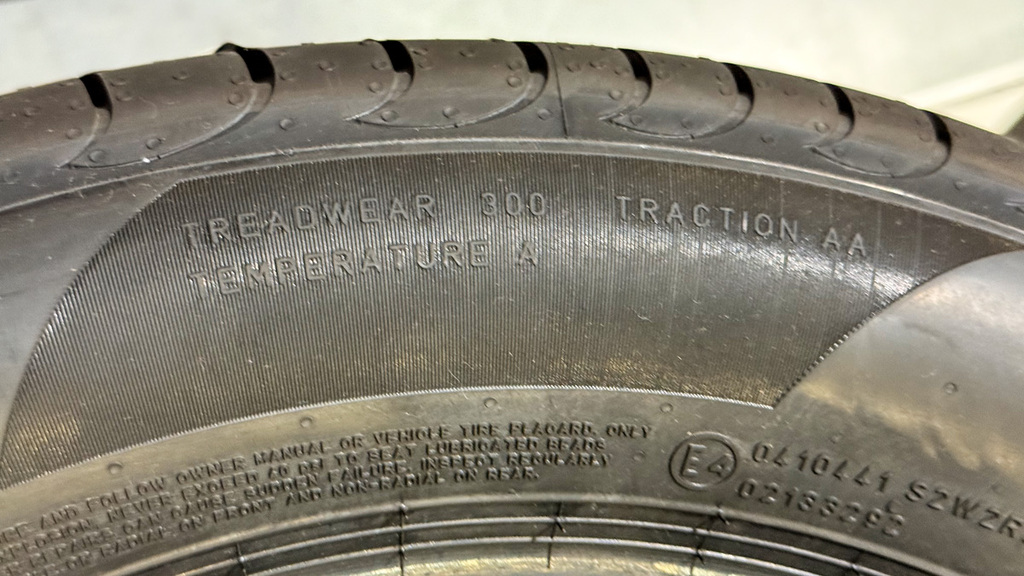 TREADWEAR 300 TRACTION AA
TEMPERATURE A
AND FOLLOW OWNER MANUAL OR VEHICLE TIRE PLACARD. ONLY
NEVER EXCEED 40 PSI TO SEAT LUBRICATED BEADS
CAN CAUSE SUDDEN FAILURE. INSPECT REGULARLY
OR RADIAL ON FRONT AND NON-RADIAL ON REAR.
E4 0410441 S2WZR